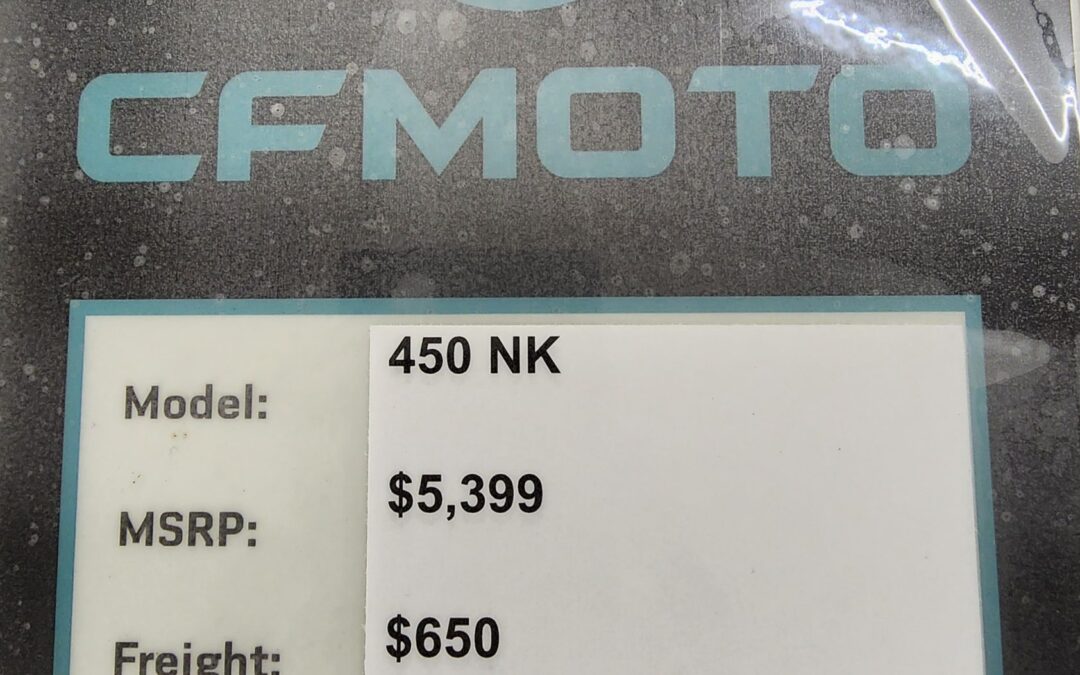 CFMOTO
Model: 450 NK
MSRP: $5,399
Freight: $650